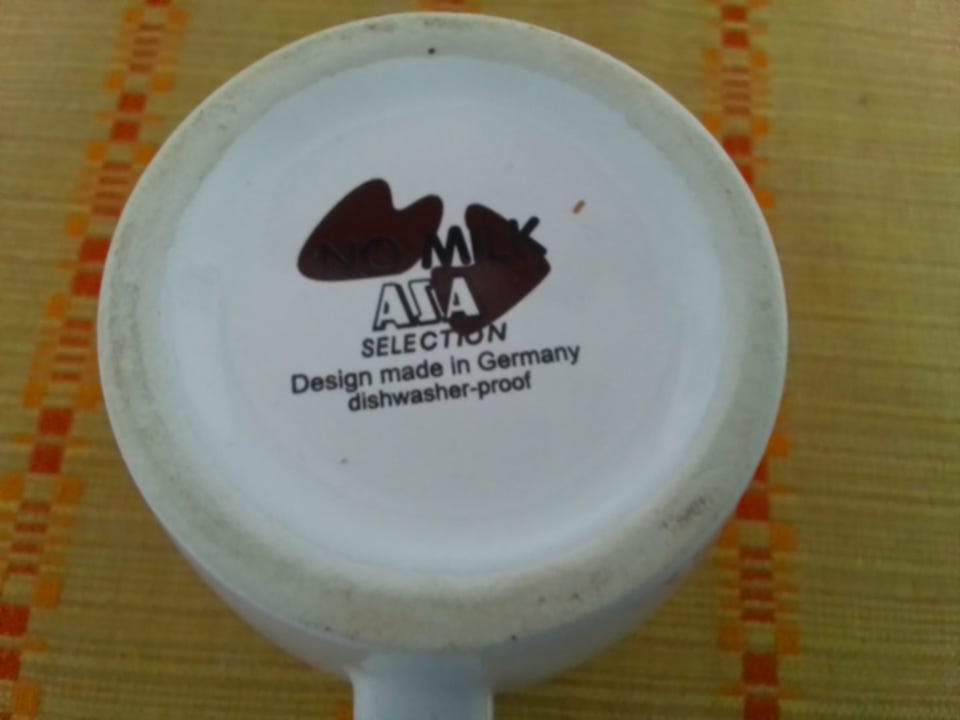 NO MILK
ASA
SELECTION
Design made in Germany
dishwasher-proof